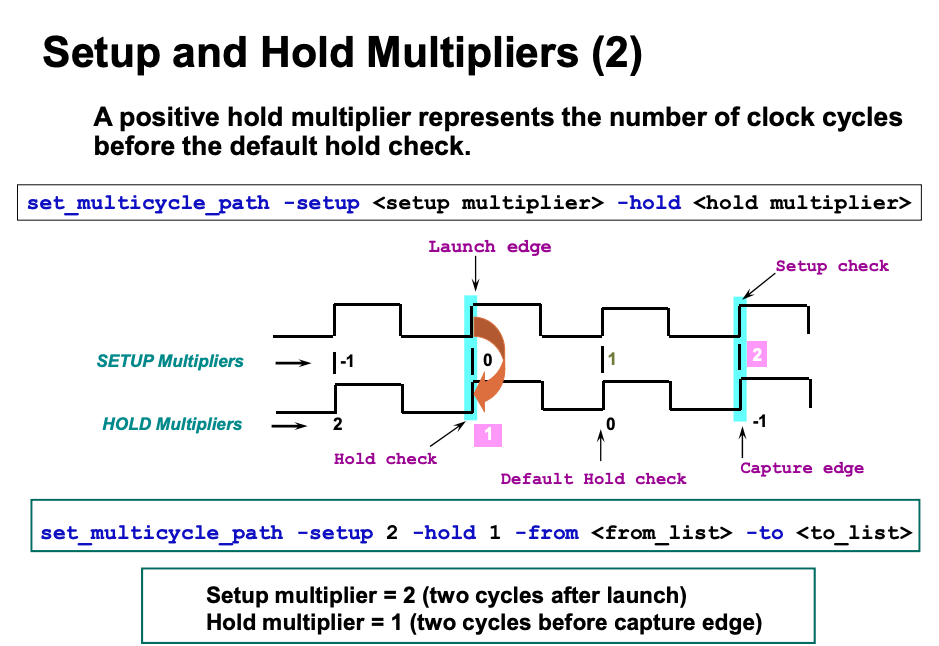 Setup and Hold Multipliers (2)
A positive hold multiplier represents the number of clock cycles
before the default hold check.
set_multicycle_path -setup <setup multiplier> -hold <hold multiplier>
Launch edge
Setup check
SETUP Multipliers
-1
0
1
2
HOLD Multipliers
2
1
0
-1
Hold check
Default Hold check
Capture edge
set_multicycle_path -setup 2 -hold 1 -from <from_list> -to <to_list>
Setup multiplier = 2 (two cycles after launch)
Hold multiplier = 1 (two cycles before capture edge)